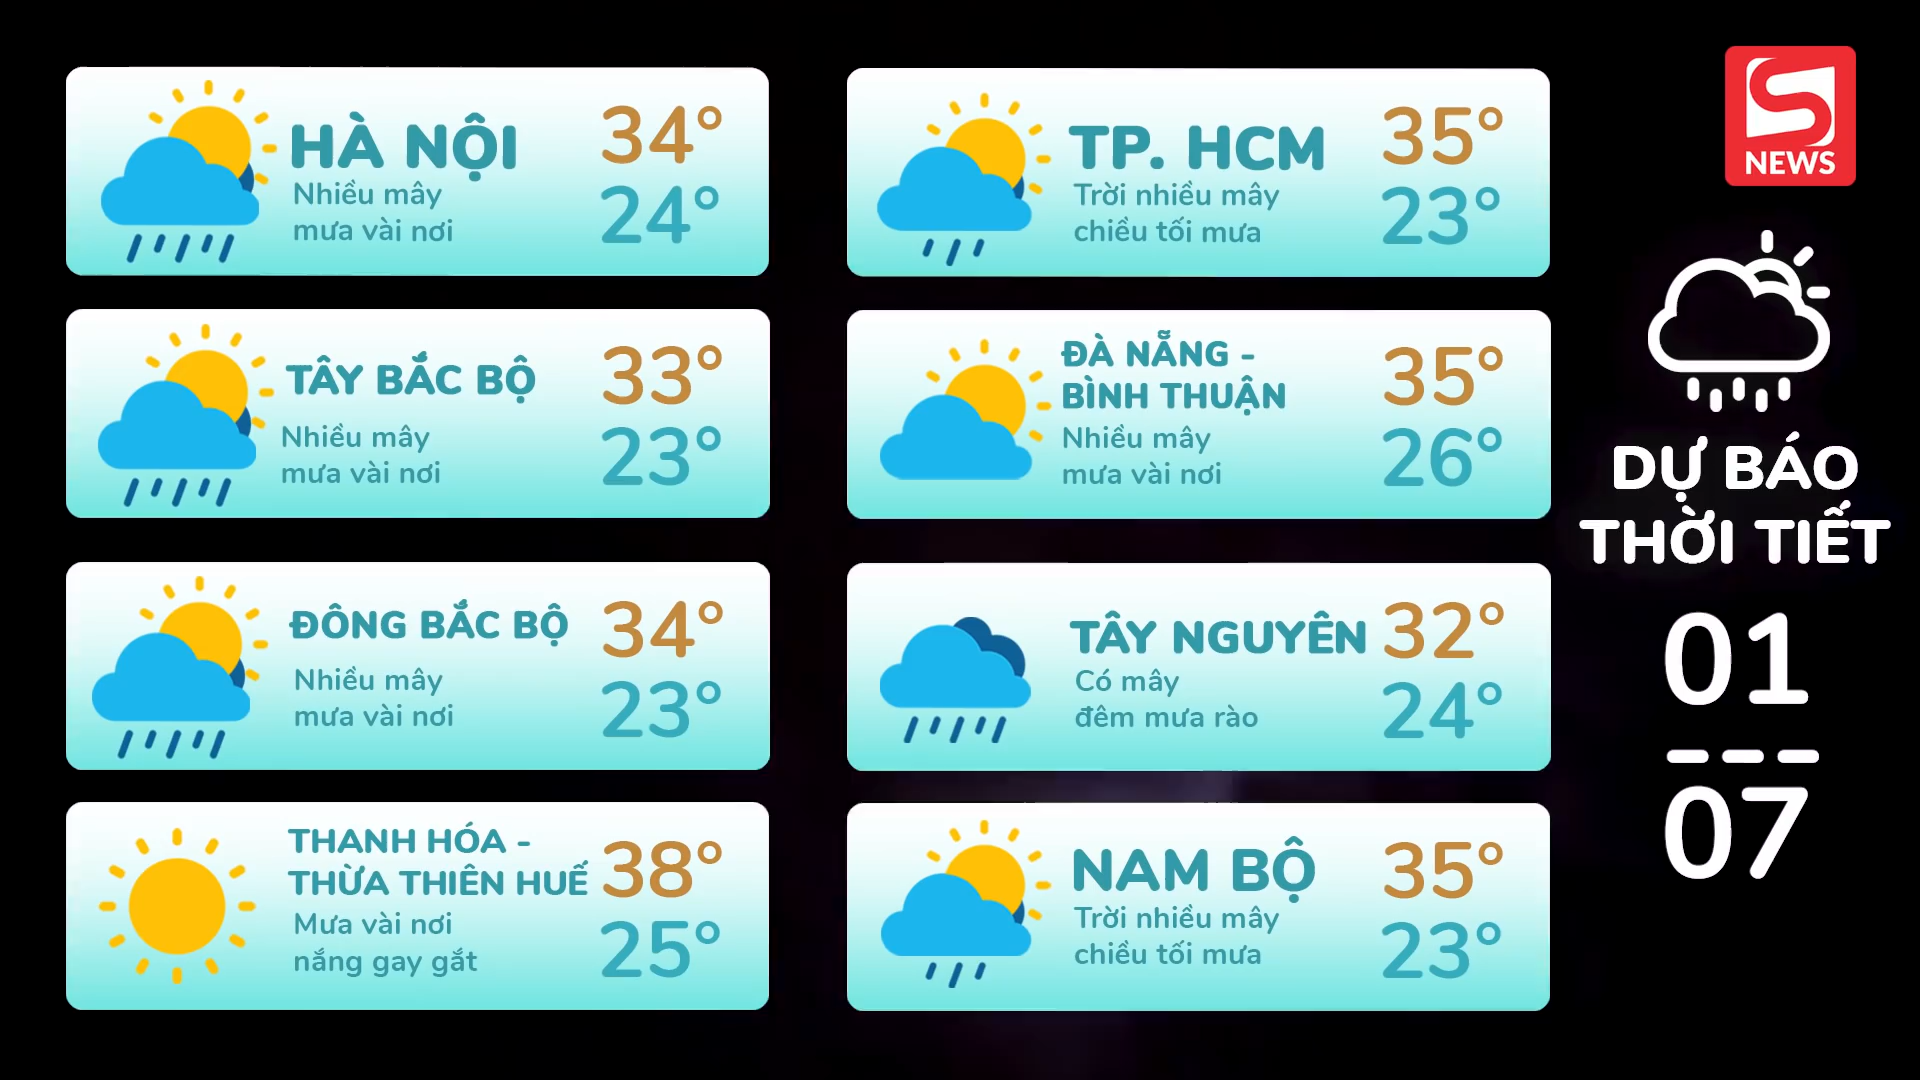 HÀ NỘI
Nhiều mây
mưa vài nơi
34°
24°
TP. HCM
Trời nhiều mây
chiều tối mưa
35°
23°
TÂY BẮC BỘ
Nhiều mây
mưa vài nơi
33°
23°
ĐÀ NẴNG -
BÌNH THUẬN
Nhiều mây
mưa vài nơi
35°
26°
ĐÔNG BẮC BỘ
Nhiều mây
mưa vài nơi
34°
23°
TÂY NGUYÊN
Có mây
đêm mưa rào
32°
24°
THANH HÓA -
THỪA THIÊN HUẾ
Mưa vài nơi
nắng gay gắt
38°
25°
NAM BỘ
Trời nhiều mây
chiều tối mưa
35°
23°
S
NEWS
DỰ BÁO
THỜI TIẾT
01
07